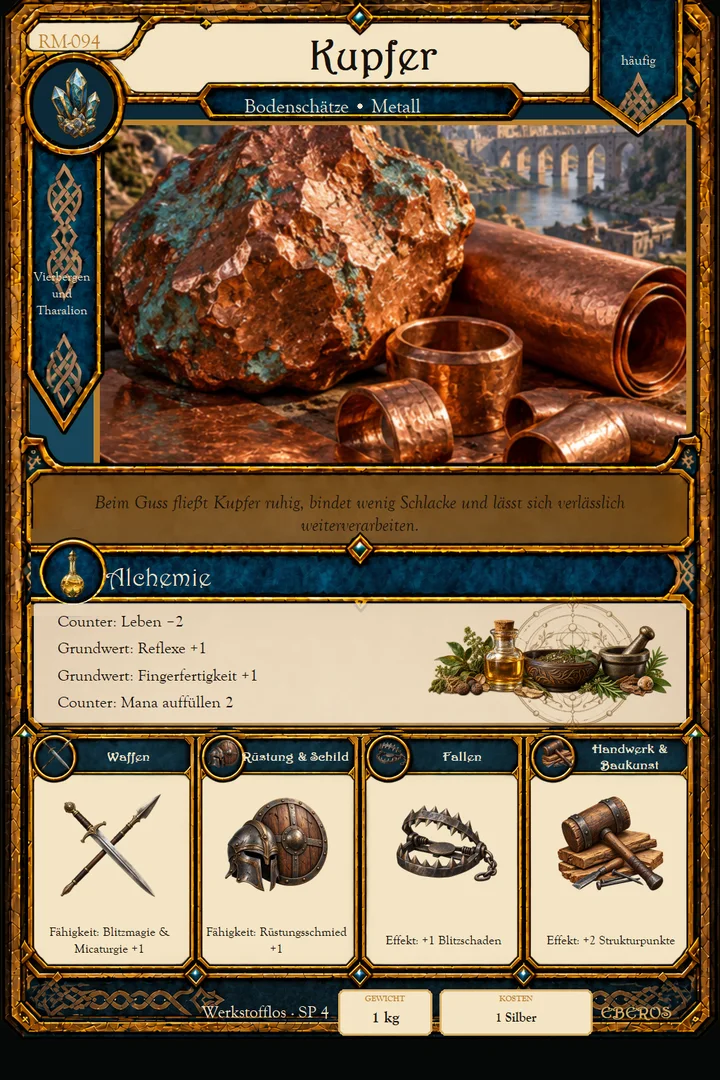 RM-094
Kupfer
häufig
Bodenschätze • Metall
Vierbergen
und
Tharalion
Beim Guss fließt Kupfer ruhig, bindet wenig Schlacke und lässt sich verlässlich
weiterverarbeiten.
Alchemie
Counter: Leben −2
Grundwert: Reflexe +1
Grundwert: Fingerfertigkeit +1
Counter: Mana auffüllen 2
Waffen
Rüstung & Schild
Fallen
Handwerk &
Baukunst
Fähigkeit: Blitzmagie &
Micaturgie +1
Fähigkeit: Rüstungsschmied
+1
Effekt: +1 Blitzschaden
Effekt: +2 Strukturpunkte
Werkstofflos · SP 4
GEWICHT
1 kg
KOSTEN
1 Silber
EBEROS